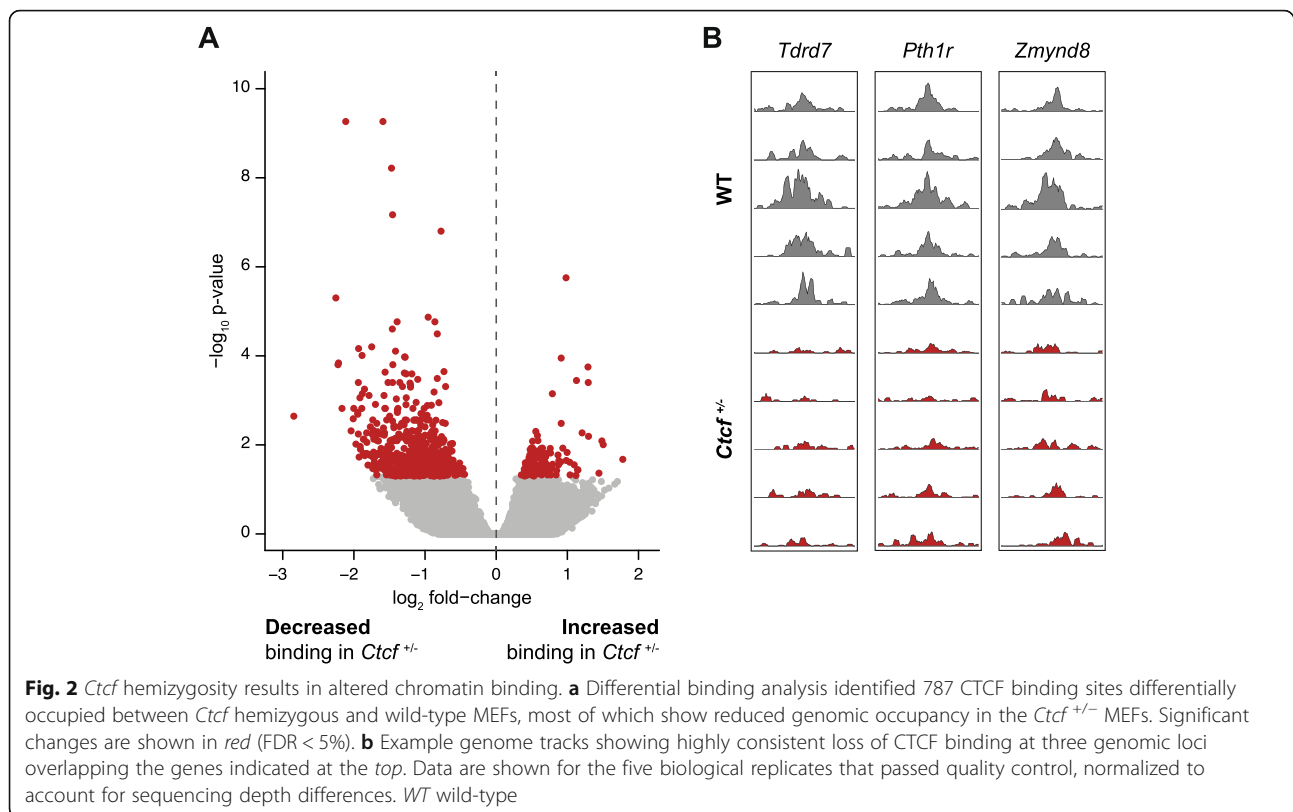 A
B
Tdrd7 Pth1r Zmynd8
10
8
6
4
2
0
−log10 p-value
−3 −2 −1 0 1 2
log2 fold−change
Decreased
binding in Ctcf +/-
Increased
binding in Ctcf +/-
WT
Ctcf +/-
Fig. 2 Ctcf hemizygosity results in altered chromatin binding. a Differential binding analysis identified 787 CTCF binding sites differentially
occupied between Ctcf hemizygous and wild-type MEFs, most of which show reduced genomic occupancy in the Ctcf +/− MEFs. Significant
changes are shown in red (FDR < 5%). b Example genome tracks showing highly consistent loss of CTCF binding at three genomic loci
overlapping the genes indicated at the top. Data are shown for the five biological replicates that passed quality control, normalized to
account for sequencing depth differences. WT wild-type